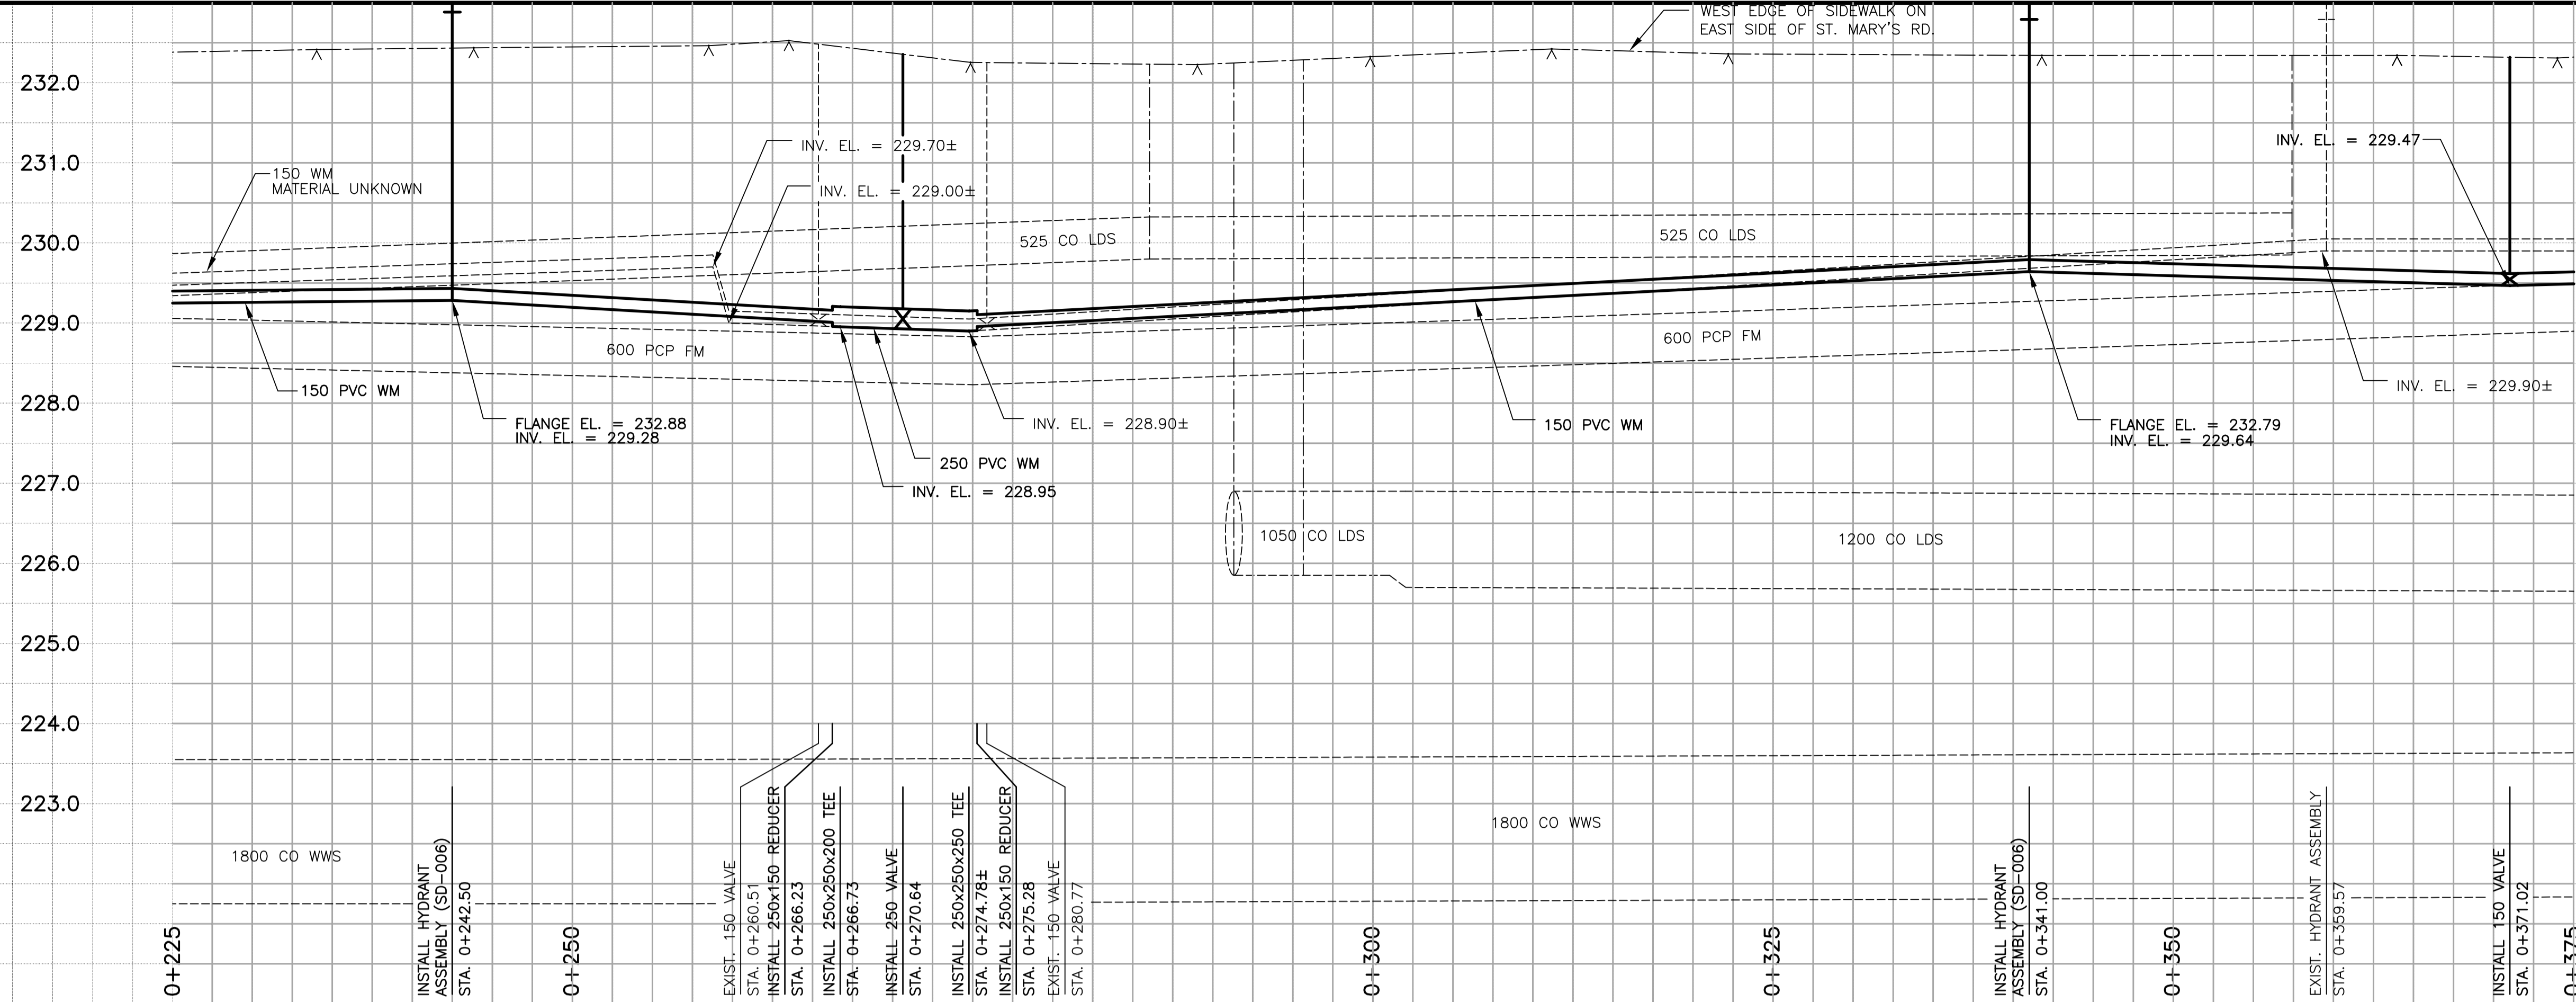 WEST EDGE OF SIDEWALK ON
EAST SIDE OF ST. MARY'S RD.
232.0
231.0
230.0
229.0
228.0
227.0
226.0
225.0
224.0
223.0
150 WM
MATERIAL UNKNOWN
INV. EL. = 229.70±
INV. EL. = 229.00±
INV. EL. = 229.47
525 CO LDS
525 CO LDS
600 PCP FM
600 PCP FM
150 PVC WM
FLANGE EL. = 232.88
INV. EL. = 229.28
INV. EL. = 228.90±
250 PVC WM
INV. EL. = 228.95
150 PVC WM
INV. EL. = 229.90±
FLANGE EL. = 232.79
INV. EL. = 229.64
1050 CO LDS
1200 CO LDS
1800 CO WWS
1800 CO WWS
0+225
INSTALL HYDRANT
ASSEMBLY (SD-006)
STA. 0+242.50
0+250
EXIST. 150 VALVE
STA. 0+260.51
INSTALL 250x150 REDUCER
STA. 0+266.23
INSTALL 250x250x200 TEE
STA. 0+266.73
INSTALL 250 VALVE
STA. 0+270.64
INSTALL 250x250x250 TEE
STA. 0+274.78±
INSTALL 250x150 REDUCER
STA. 0+275.28
EXIST. 150 VALVE
STA. 0+280.77
0+300
0+325
INSTALL HYDRANT
ASSEMBLY (SD-006)
STA. 0+341.00
0+350
EXIST. HYDRANT ASSEMBLY
STA. 0+359.57
INSTALL 150 VALVE
STA. 0+371.02
0+375